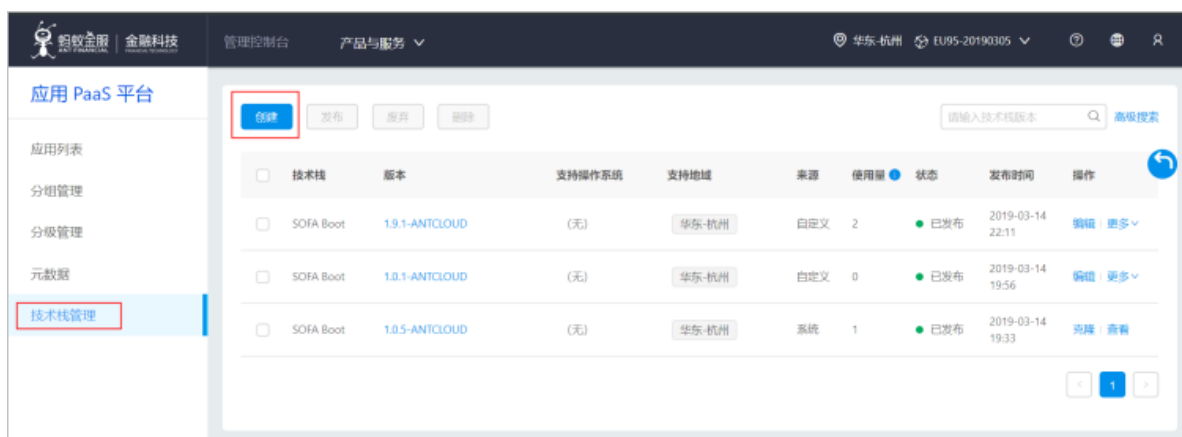 蚂蚁金服 金融科技 管理控制台 产品与服务 华东-杭州 EU95-20190305
ANT FINANCIAL FINANCIAL TECHNOLOGY
应用 PaaS 平台
应用列表
分组管理
分级管理
元数据
技术栈管理
创建 发布 废弃 删除 请输入技术栈版本 高级搜索
技术栈 版本 支持操作系统 支持地域 来源 使用量 状态 发布时间 操作
SOFA Boot 1.9.1-ANTCLOUD (无) 华东-杭州 自定义 2 已发布 2019-03-14 22:11 编辑 更多
SOFA Boot 1.0.1-ANTCLOUD (无) 华东-杭州 自定义 0 已发布 2019-03-14 19:56 编辑 更多
SOFA Boot 1.0.5-ANTCLOUD (无) 华东-杭州 系统 1 已发布 2019-03-14 19:33 克隆 查看
1